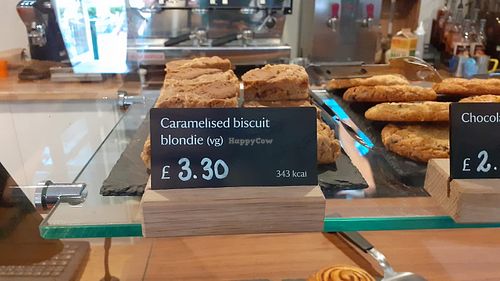 Caramelised biscuit
blondie (vg)
HappyCow
£ 3.30
343 kcal
Chocol
£ 2.